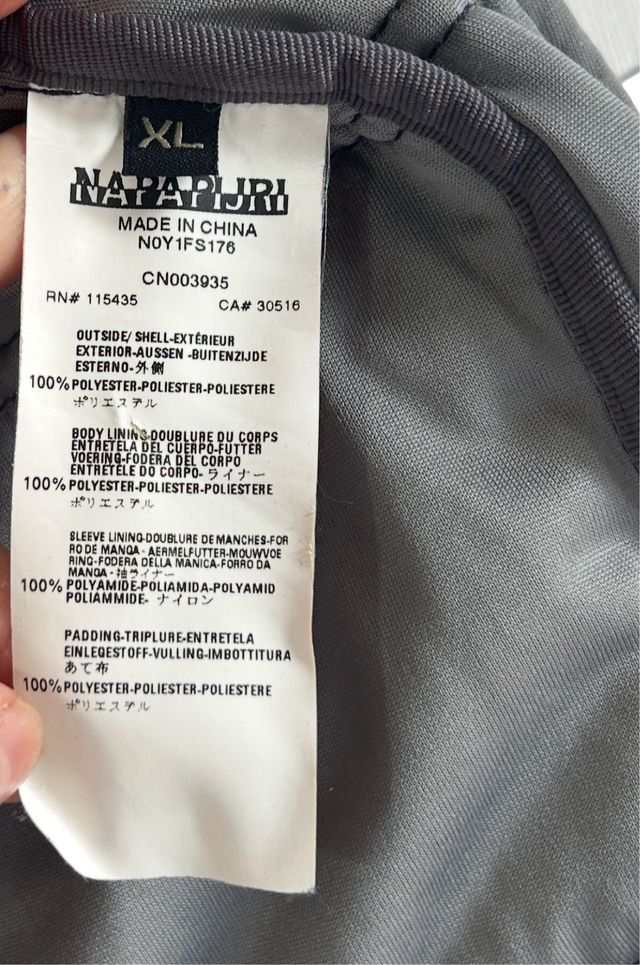 XL
NAPAPIJRI
MADE IN CHINA
N0Y1FS176
CN003935
RN# 115435 CA# 30516
OUTSIDE/ SHELL-EXTÉRIEUR
EXTERIOR-AUSSEN -BUITENZIJDE
ESTERNO-外側
100% POLYESTER-POLIESTER-POLIESTERE
ポリエステル
BODY LINING-DOUBLURE DU CORPS
ENTRETELA DEL CUERPO-FUTTER
VOERING-FODERA DEL CORPO
ENTRETELE DO CORPO- ライナー
100% POLYESTER-POLIESTER-POLIESTERE
ポリエステル
SLEEVE LINING-DOUBLURE DE MANCHES-FOR
RO DE MANGA - AERMELFUTTER-MOUWVOE
RING-FODERA DELLA MANICA-FORRO DA
MANGA -袖ライナー
100% POLYAMIDE-POLIAMIDA-POLYAMID
POLIAMMIDE- ナイロン
PADDING-TRIPLURE-ENTRETELA
EINLEGESTOFF-VULLING-IMBOTTITURA
あて布
100% POLYESTER-POLIESTER-POLIESTERE
ポリエステル